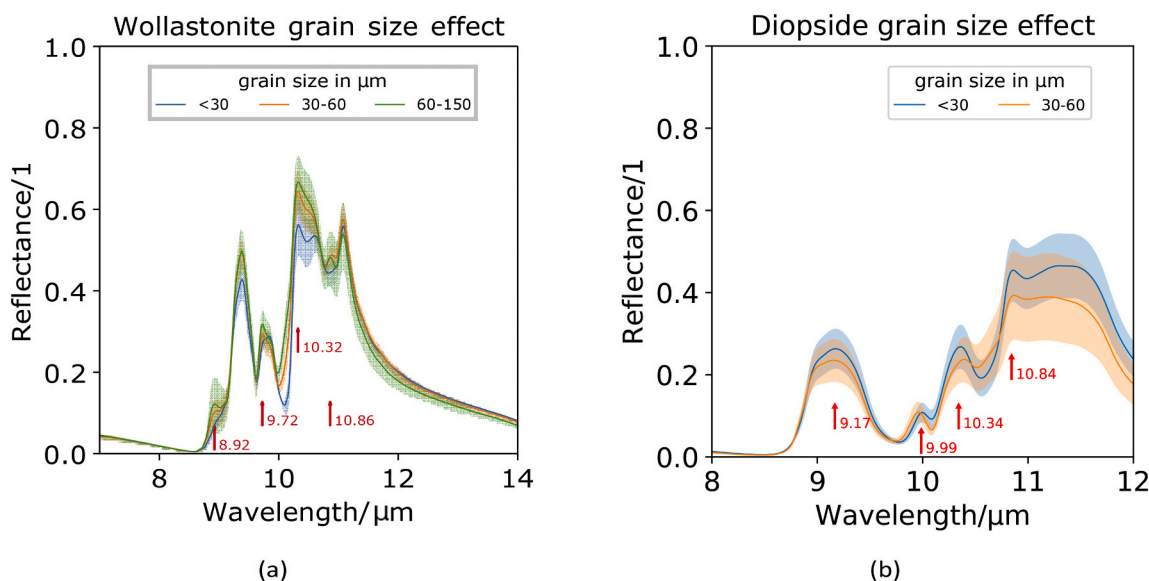 Wollastonite grain size effect
1.0
0.8
0.6
0.4
0.2
0.0
Reflectance/1
grain size in μm
<30 30-60 60-150
10.32
10.86
9.72
8.92
8 10 12 14
Wavelength/μm
(a)
Diopside grain size effect
1.0
0.8
0.6
0.4
0.2
0.0
Reflectance/1
grain size in μm
<30 30-60
10.84
9.17
10.34
9.99
8 9 10 11 12
Wavelength/μm
(b)